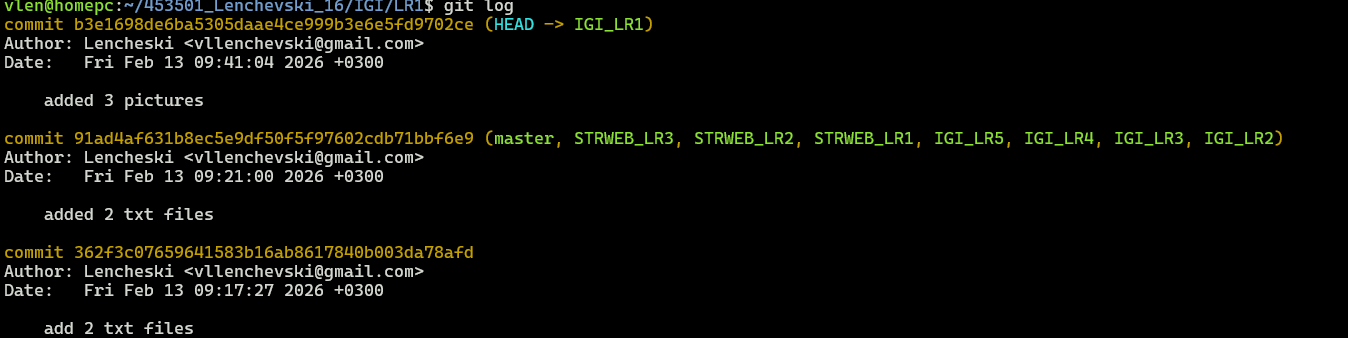 vlen@homepc:~/453501_Lenchevski_16/IGI/LR1$ git log
commit b3e1698de6ba5305daae4ce999b3e6e5fd9702ce (HEAD -> IGI_LR1)
Author: Lencheski <vllenchevski@gmail.com>
Date:   Fri Feb 13 09:41:04 2026 +0300
    added 3 pictures
commit 91ad4af631b8ec5e9df50f5f97602cdb71bbf6e9 (master, STRWEB_LR3, STRWEB_LR2, STRWEB_LR1, IGI_LR5, IGI_LR4, IGI_LR3, IGI_LR2)
Author: Lencheski <vllenchevski@gmail.com>
Date:   Fri Feb 13 09:21:00 2026 +0300
    added 2 txt files
commit 362f3c07659641583b16ab8617840b003da78afd
Author: Lencheski <vllenchevski@gmail.com>
Date:   Fri Feb 13 09:17:27 2026 +0300
    add 2 txt files